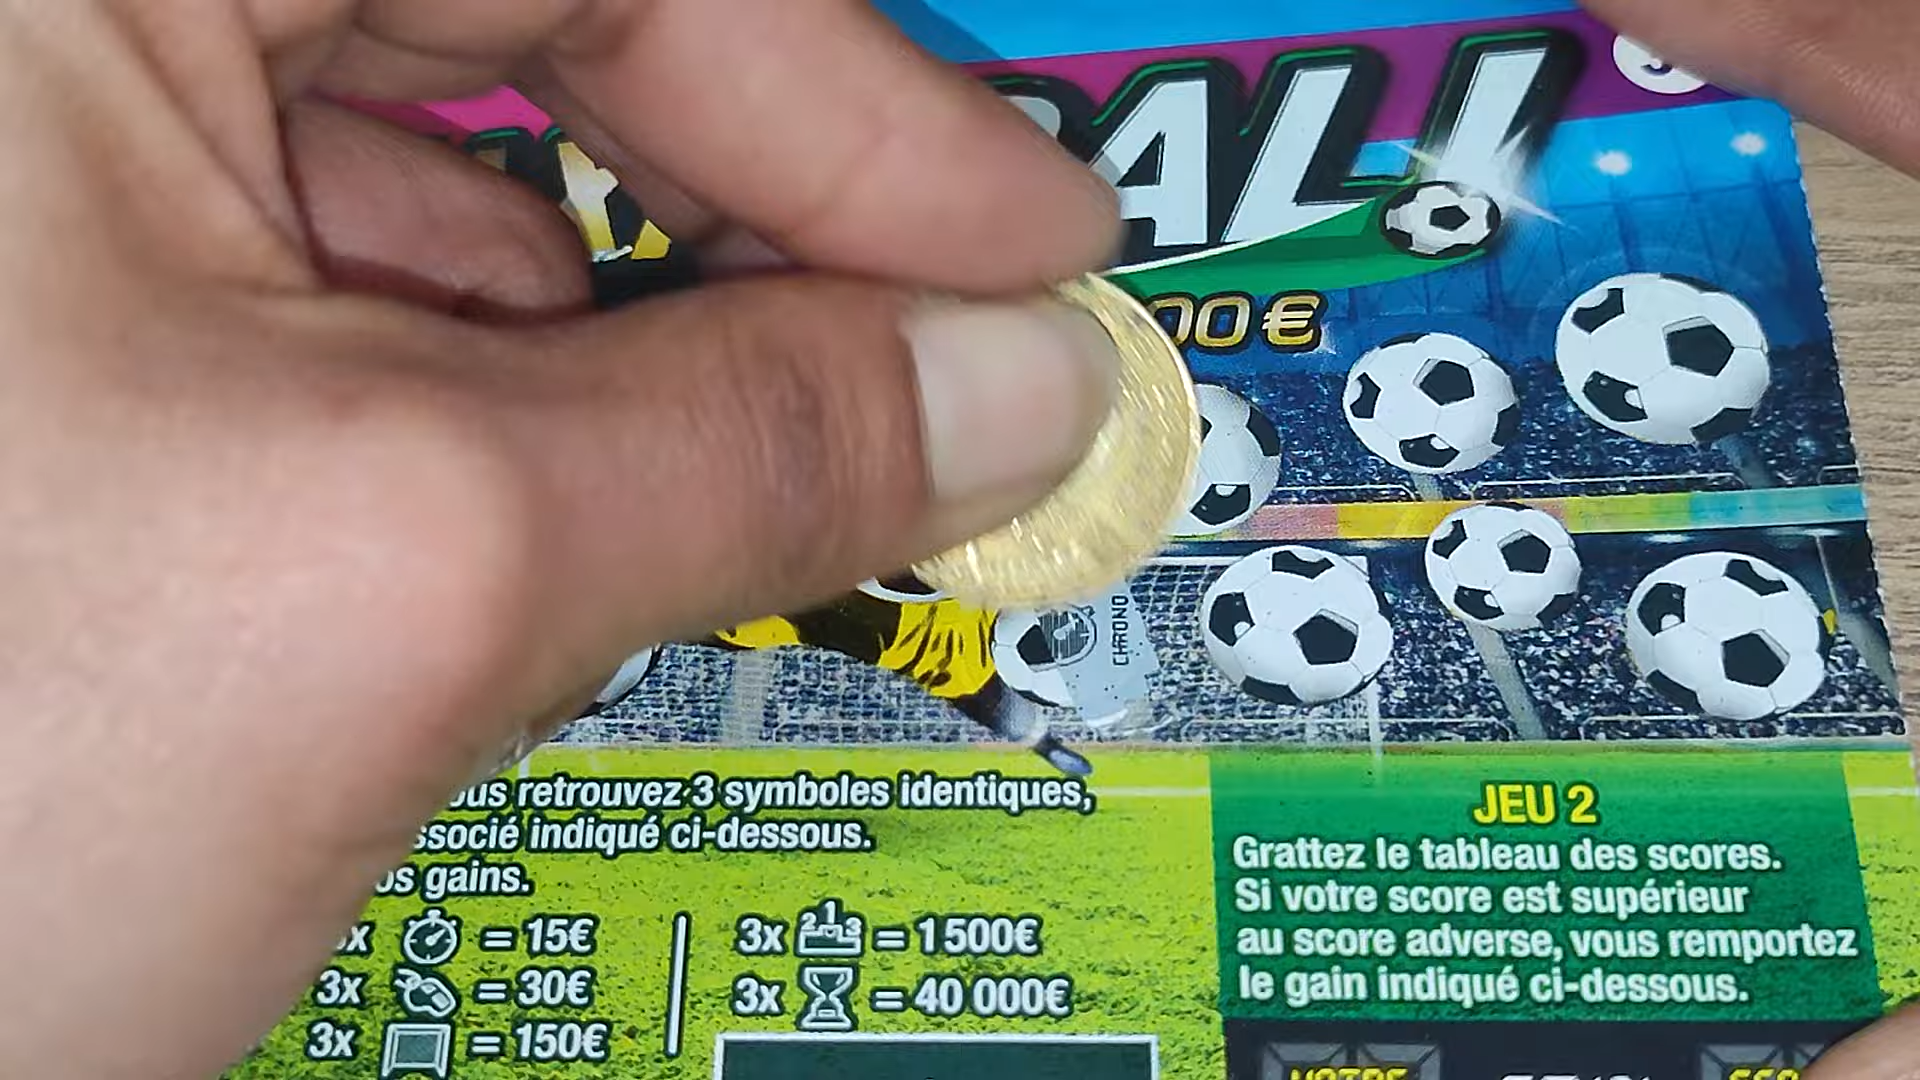 BALL
00 €
CHRONO
ous retrouvez 3 symboles identiques,
ssocié indiqué ci-dessous.
os gains.
x = 15€
3x = 30€
3x = 150€
3x = 1 500€
3x = 40 000€
JEU 2
Grattez le tableau des scores.
Si votre score est supérieur
au score adverse, vous remportez
le gain indiqué ci-dessous.
VOTRE